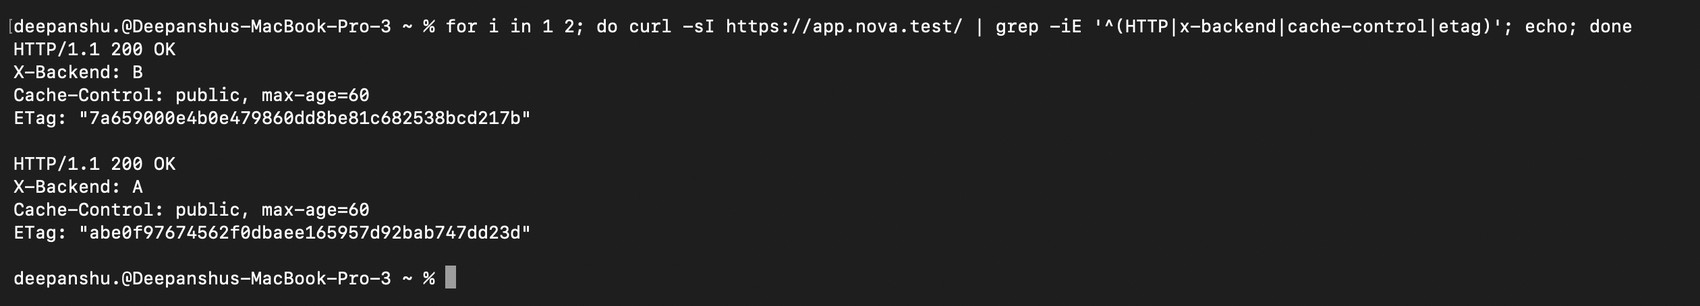 [deepanshu.@Deepanshus-MacBook-Pro-3 ~ % for i in 1 2; do curl -sI https://app.nova.test/ | grep -iE '^(HTTP|x-backend|cache-control|etag)'; echo; done
HTTP/1.1 200 OK
X-Backend: B
Cache-Control: public, max-age=60
ETag: "7a659000e4b0e479860dd8be81c682538bcd217b"
HTTP/1.1 200 OK
X-Backend: A
Cache-Control: public, max-age=60
ETag: "abe0f97674562f0dbaee165957d92bab747dd23d"
deepanshu.@Deepanshus-MacBook-Pro-3 ~ %